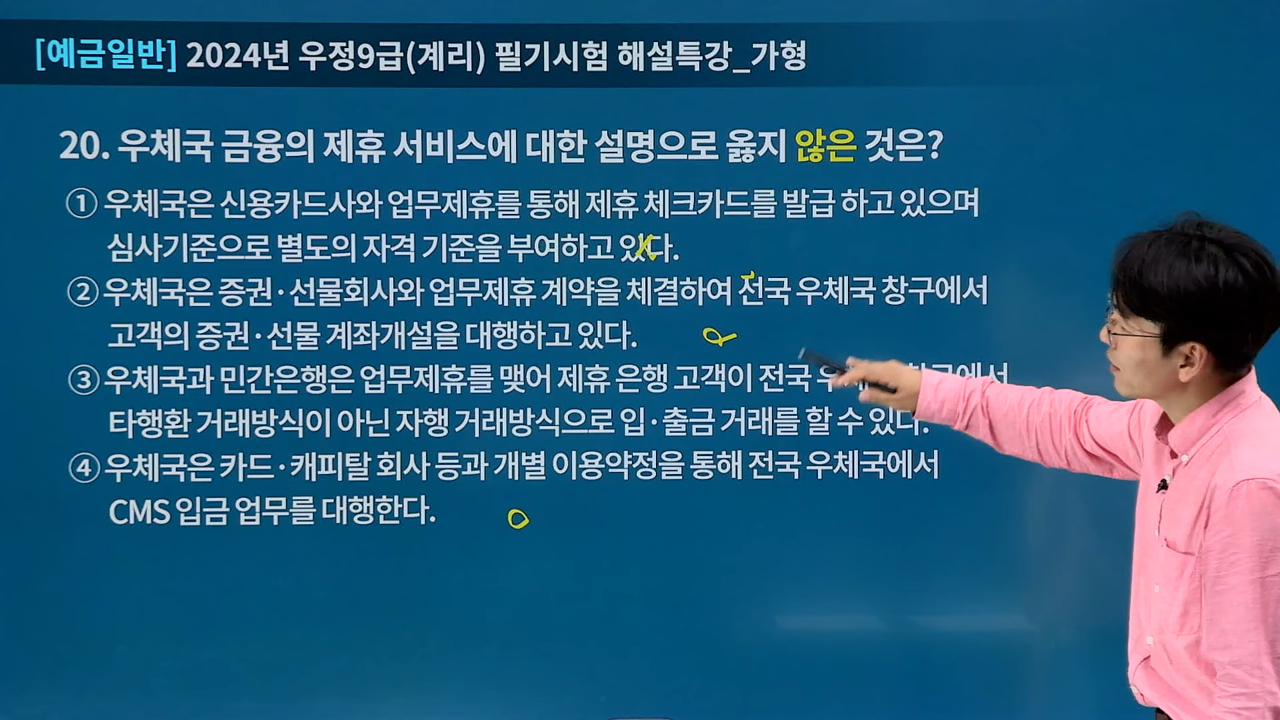 [예금일반] 2024년 우정9급(계리) 필기시험 해설특강_가형
20. 우체국 금융의 제휴 서비스에 대한 설명으로 옳지 않은 것은?
① 우체국은 신용카드사와 업무제휴를 통해 제휴 체크카드를 발급 하고 있으며
심사기준으로 별도의 자격 기준을 부여하고 있다.
② 우체국은 증권·선물회사와 업무제휴 계약을 체결하여 전국 우체국 창구에서
고객의 증권·선물 계좌개설을 대행하고 있다.
③ 우체국과 민간은행은 업무제휴를 맺어 제휴 은행 고객이 전국
타행환 거래방식이 아닌 자행 거래방식으로 입·출금 거래를 할 수 있다.
④ 우체국은 카드·캐피탈 회사 등과 개별 이용약정을 통해 전국 우체국에서
CMS 입금 업무를 대행한다.